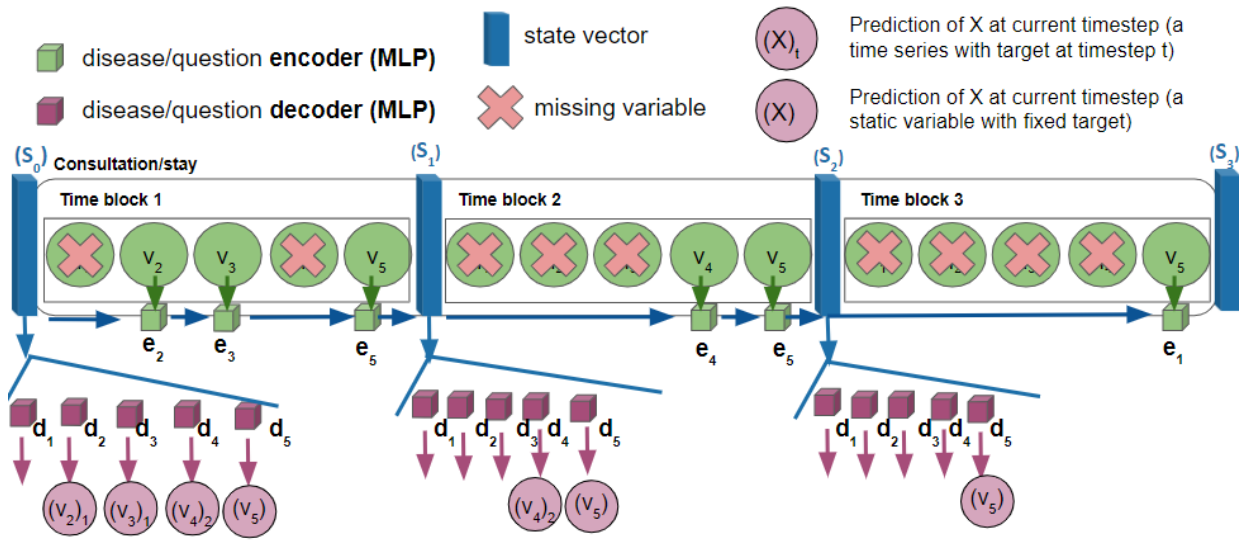 disease/question encoder (MLP)
disease/question decoder (MLP)
state vector
missing variable
(X)t
Prediction of X at current timestep (a
time series with target at timestep t)
(X)
Prediction of X at current timestep (a
static variable with fixed target)
(S0) Consultation/stay (S1) (S2) (S3)
Time block 1 Time block 2 Time block 3
v2 v3 v5 v4 v5 v5
e2 e3 e5 e4 e5 e1
d1 d2 d3 d4 d5 d1 d2 d3 d4 d5 d1 d2 d3 d4 d5
(v2)1 (v3)1 (v4)2 (v5) (v4)2 (v5) (v5)